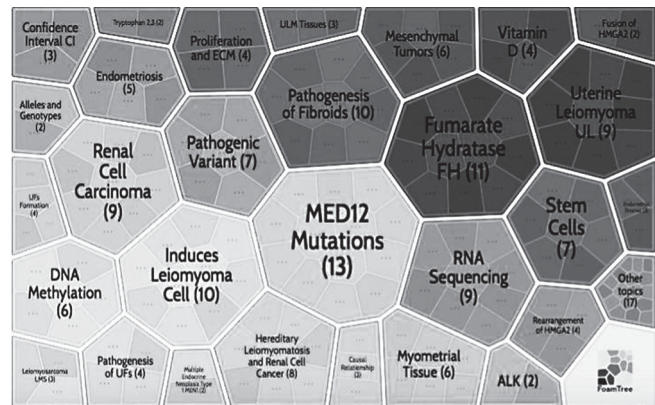 Confidence
Interval CI
(3)
Tryptophan 2,3 (2)
Proliferation
and ECM (4)
ULM Tissues (3)
Mesenchymal
Tumors (6)
Vitamin
D (4)
Fusion of
HMGA2 (2)
Endometriosis
(5)
Alleles and
Genotypes
(2)
Pathogenesis
of Fibroids (10)
Uterine
Leiomyoma
UL (9)
Renal
Cell
Carcinoma
(9)
Pathogenic
Variant (7)
Fumarate
Hydratase
FH (11)
UFs
Formation
(4)
MED12
Mutations
(13)
Stem
Cells
(7)
DNA
Methylation
(6)
Induces
Leiomyoma
Cell (10)
RNA
Sequencing
(9)
Other
topics
(17)
Rearrangement
of HMGA2 (4)
Leiomyosarcoma
LMS (3)
Pathogenesis
of UFs (4)
Multiple
Endocrine
Neoplasia Type
1 MEN1 (2)
Hereditary
Leiomyomatosis
and Renal Cell
Cancer (8)
Causal
Relationship
Myometrial
Tissue (6)
ALK (2)
FoamTree